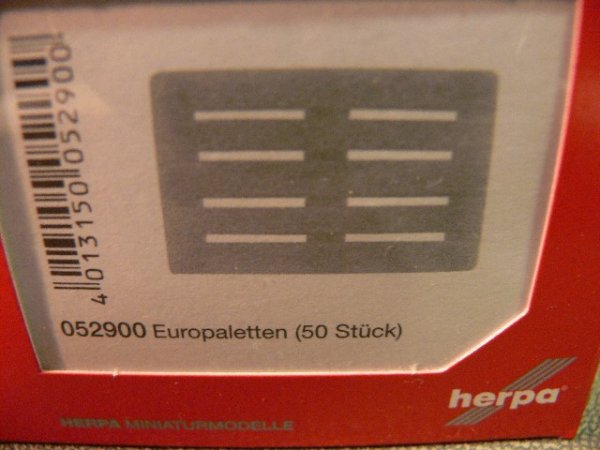 4 013150 052900
052900 Europaletten (50 Stück)
herpa®
HERPA MINIATURMODELLE